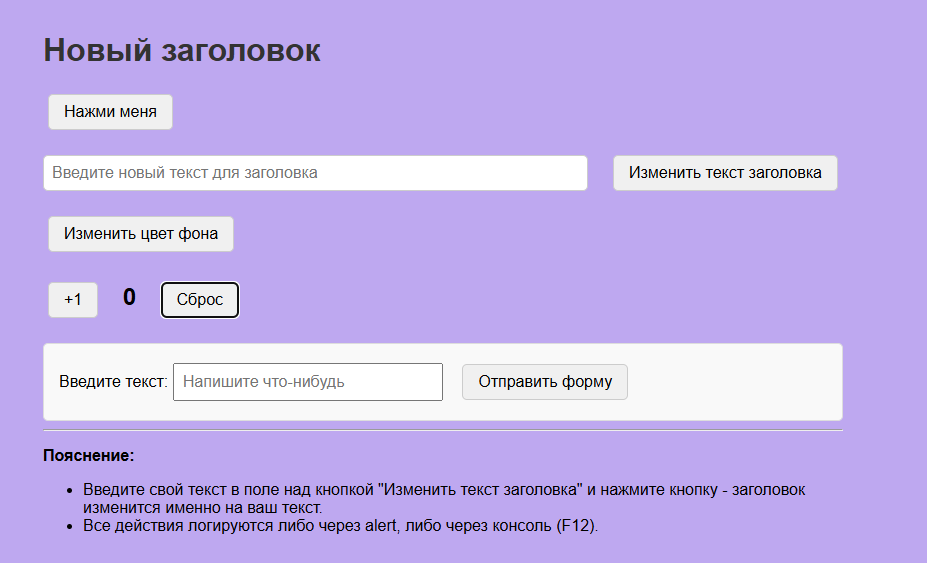 Новый заголовок
Нажми меня
Введите новый текст для заголовка Изменить текст заголовка
Изменить цвет фона
+1 0 Сброс
Введите текст: Напишите что-нибудь Отправить форму
Пояснение:
• Введите свой текст в поле над кнопкой "Изменить текст заголовка" и нажмите кнопку - заголовок
изменится именно на ваш текст.
• Все действия логируются либо через alert, либо через консоль (F12).